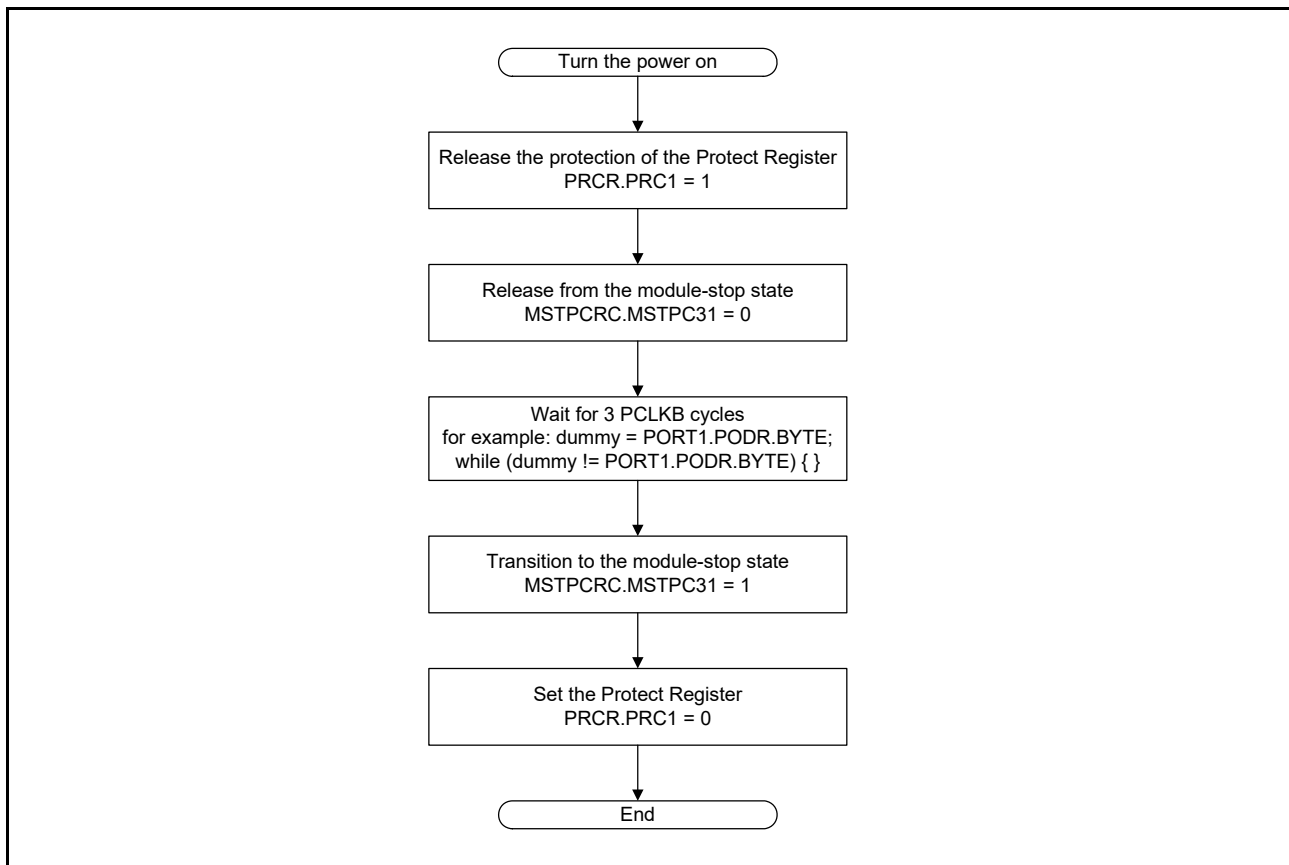 Turn the power on
Release the protection of the Protect Register
PRCR.PRC1 = 1
Release from the module-stop state
MSTPCRC.MSTPC31 = 0
Wait for 3 PCLKB cycles
for example: dummy = PORT1.PODR.BYTE;
while (dummy != PORT1.PODR.BYTE) { }
Transition to the module-stop state
MSTPCRC.MSTPC31 = 1
Set the Protect Register
PRCR.PRC1 = 0
End